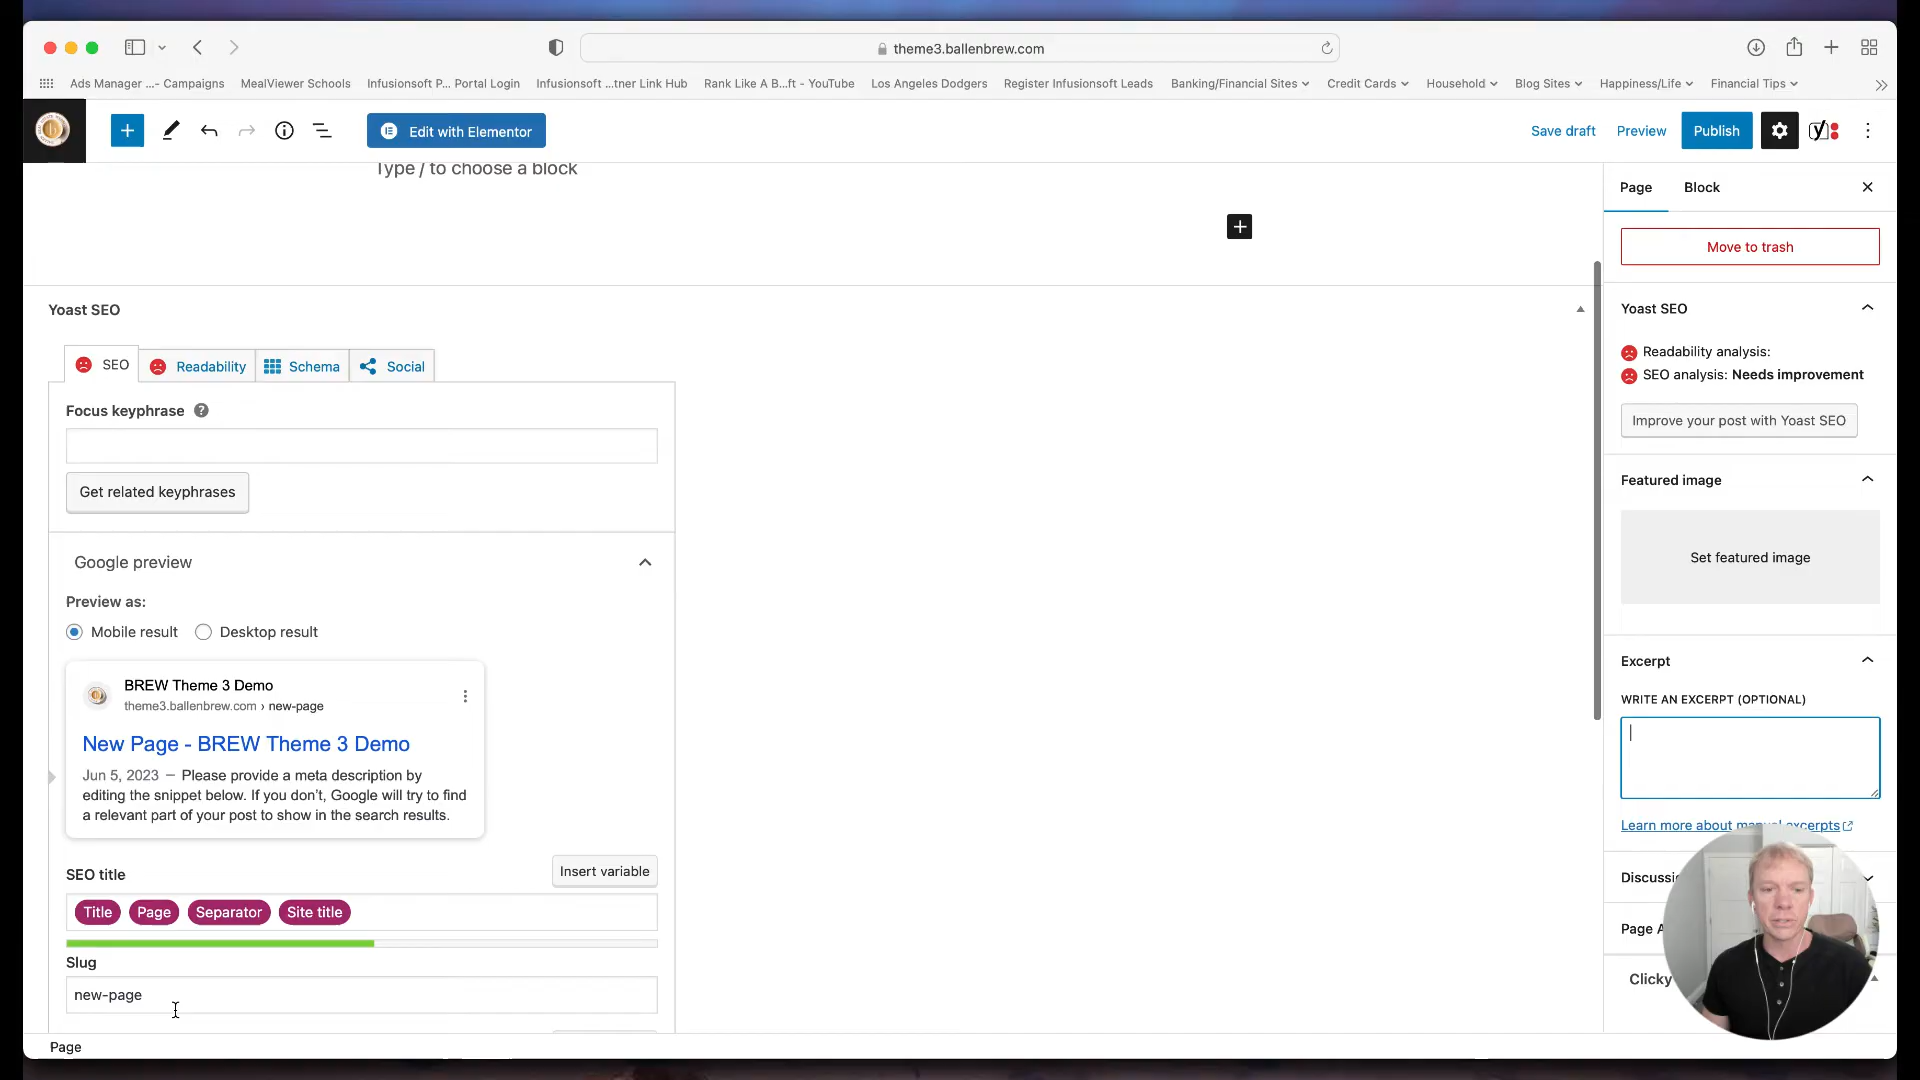 theme3.ballenbrew.com
Ads Manager ...- Campaigns
MealViewer Schools
Infusionsoft P... Portal Login
Infusionsoft ...tner Link Hub
Rank Like A B...ft - YouTube
Los Angeles Dodgers
Register Infusionsoft Leads
Banking/Financial Sites
Credit Cards
Household
Blog Sites
Happiness/Life
Financial Tips
Edit with Elementor
Save draft
Preview
Publish
Type / to choose a block
Page
Block
Move to trash
Yoast SEO
SEO
Readability
Schema
Social
Focus keyphrase
Get related keyphrases
Google preview
Preview as:
Mobile result
Desktop result
BREW Theme 3 Demo
theme3.ballenbrew.com › new-page
New Page - BREW Theme 3 Demo
Jun 5, 2023 － Please provide a meta description by
editing the snippet below. If you don’t, Google will try to find
a relevant part of your post to show in the search results.
SEO title
Insert variable
Title
Page
Separator
Site title
Slug
new-page
Yoast SEO
Readability analysis:
SEO analysis: Needs improvement
Improve your post with Yoast SEO
Featured image
Set featured image
Excerpt
WRITE AN EXCERPT (OPTIONAL)
Learn more about manual excerpts
Page
Clicky
Page